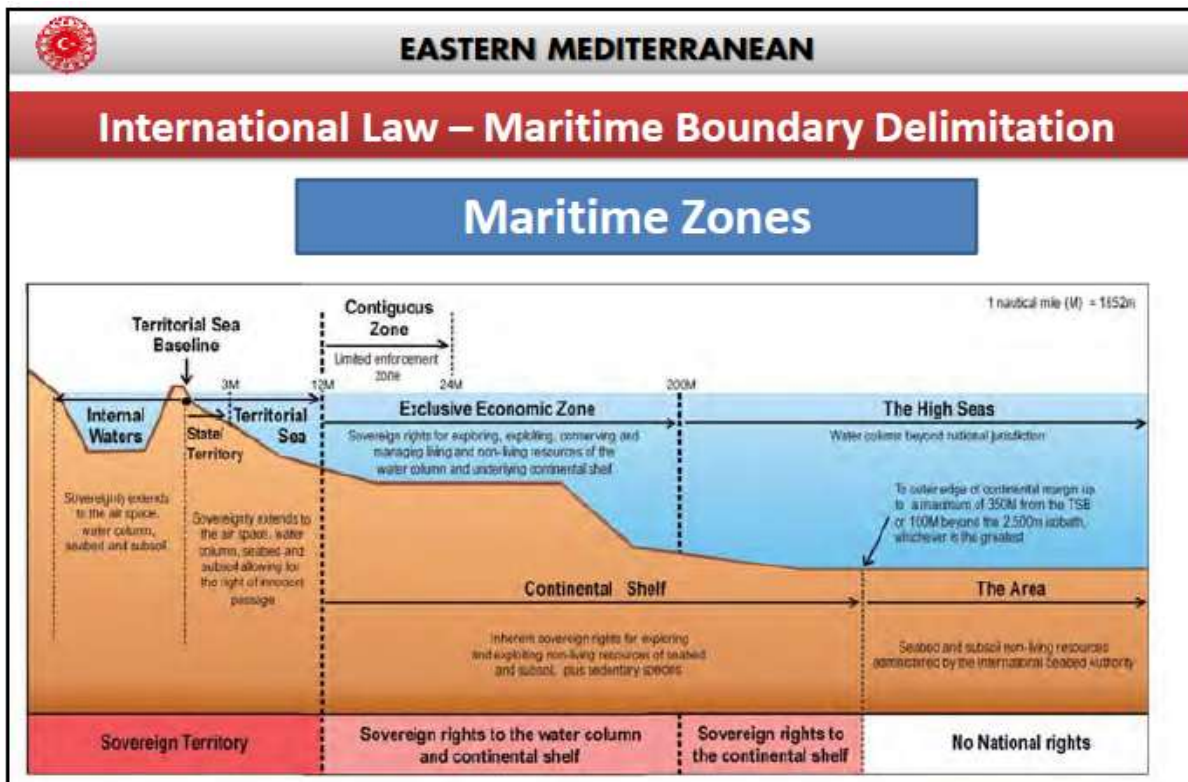 EASTERN MEDITERRANEAN
International Law – Maritime Boundary Delimitation
Maritime Zones
1 nautical mile (M) = 1852m
Territorial Sea
Baseline
Contiguous
Zone
Limited enforcement
zone
3M
12M
24M
200M
Internal
Waters
State/
Territory
Territorial
Sea
Exclusive Economic Zone
Sovereign rights for exploring, exploiting, conserving and
managing living and non-living resources of the
water column and underlying continental shelf
The High Seas
Water column beyond national jurisdiction
Sovereignty extends
to the air space,
water column,
seabed and subsoil
Sovereignty extends to
the air space, water
column, seabed and
subsoil allowing for
the right of innocent
passage
To outer edge of continental margin up
to a maximum of 350M from the TSB
or 100M beyond the 2,500m isobath,
whichever is the greatest
Continental Shelf
Inherent sovereign rights for exploring
and exploiting non-living resources of seabed
and subsoil, plus sedentary species
The Area
Seabed and subsoil non-living resources
administered by the International Seabed Authority
Sovereign Territory
Sovereign rights to the water column
and continental shelf
Sovereign rights to
the continental shelf
No National rights